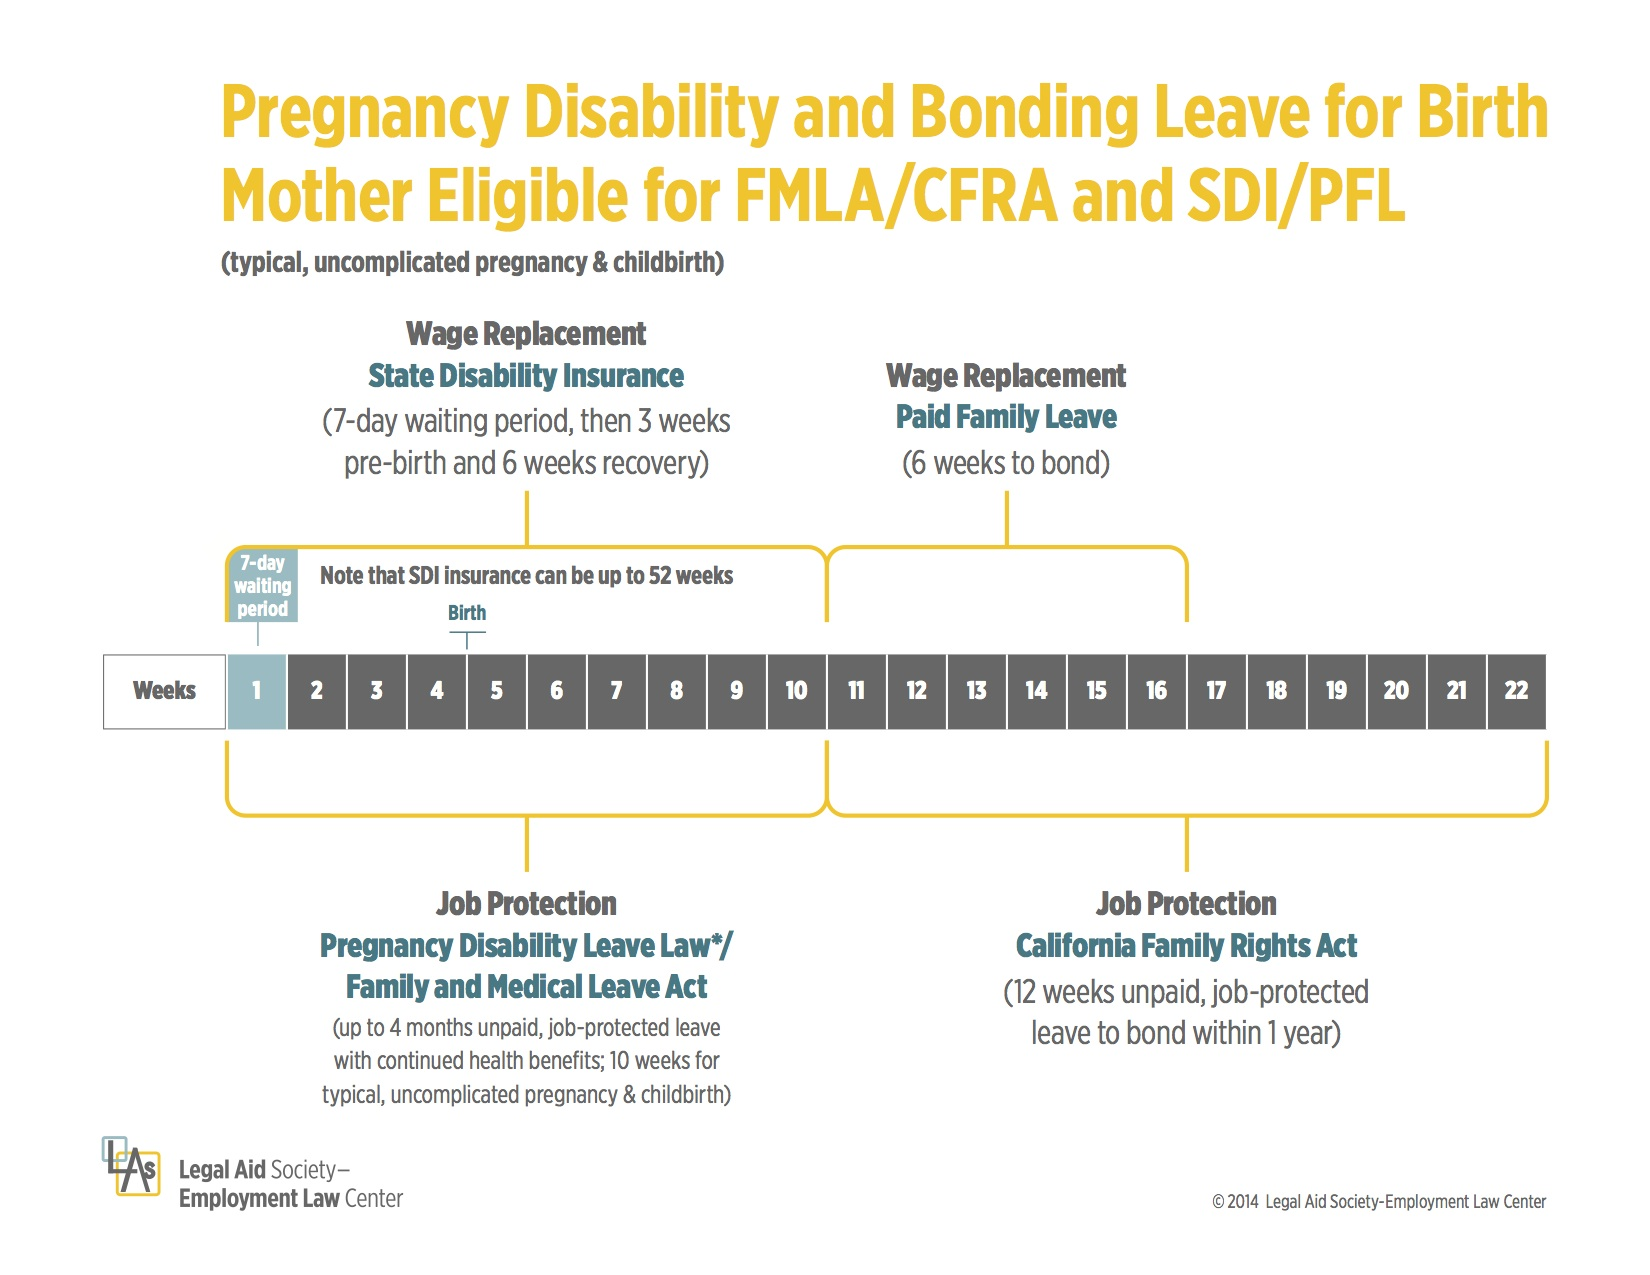 Pregnancy Disability and Bonding Leave for Birth
Mother Eligible for FMLA/CFRA and SDI/PFL
(typical, uncomplicated pregnancy & childbirth)
Wage Replacement
State Disability Insurance
(7-day waiting period, then 3 weeks
pre-birth and 6 weeks recovery)
Wage Replacement
Paid Family Leave
(6 weeks to bond)
7-day
waiting
period
Note that SDI insurance can be up to 52 weeks
Birth
Weeks 1 2 3 4 5 6 7 8 9 10 11 12 13 14 15 16 17 18 19 20 21 22
Job Protection
Pregnancy Disability Leave Law*/
Family and Medical Leave Act
(up to 4 months unpaid, job-protected leave
with continued health benefits; 10 weeks for
typical, uncomplicated pregnancy & childbirth)
Job Protection
California Family Rights Act
(12 weeks unpaid, job-protected
leave to bond within 1 year)
LAs
Legal Aid Society–
Employment Law Center
© 2014 Legal Aid Society-Employment Law Center